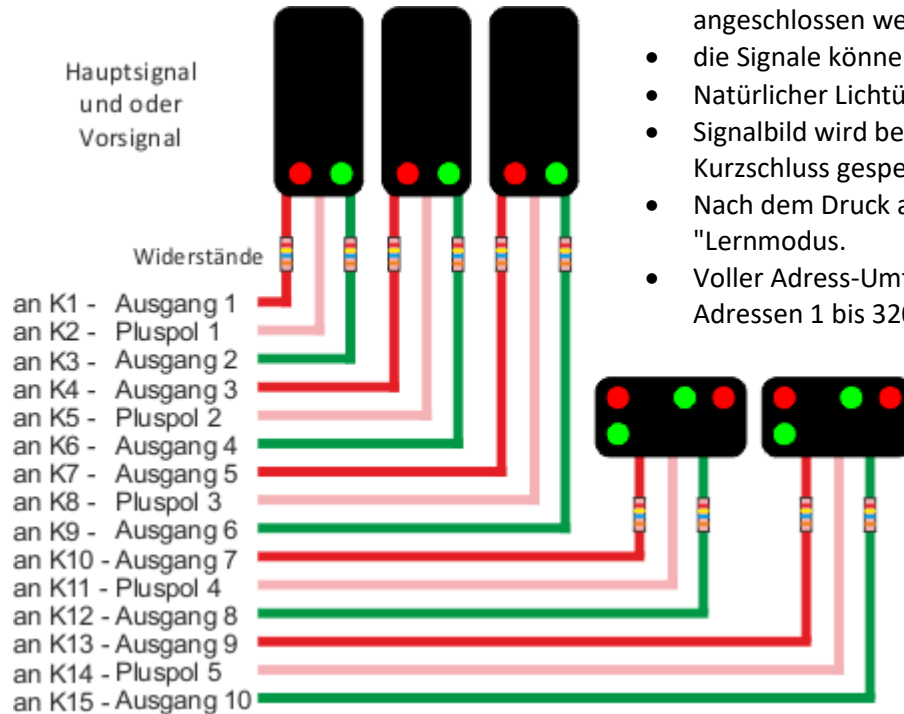 Hauptsignal
und oder
Vorsignal
Widerstände
an K1 - Ausgang 1
an K2 - Pluspol 1
an K3 - Ausgang 2
an K4 - Ausgang 3
an K5 - Pluspol 2
an K6 - Ausgang 4
an K7 - Ausgang 5
an K8 - Pluspol 3
an K9 - Ausgang 6
an K10 - Ausgang 7
an K11 - Pluspol 4
an K12 - Ausgang 8
an K13 - Ausgang 9
an K14 - Pluspol 5
an K15 - Ausgang 10
angeschlossen we
• die Signale könne
• Natürlicher Lichtü
• Signalbild wird be
Kurzschluss gespe
• Nach dem Druck a
"Lernmodus.
• Voller Adress-Um
Adressen 1 bis 320